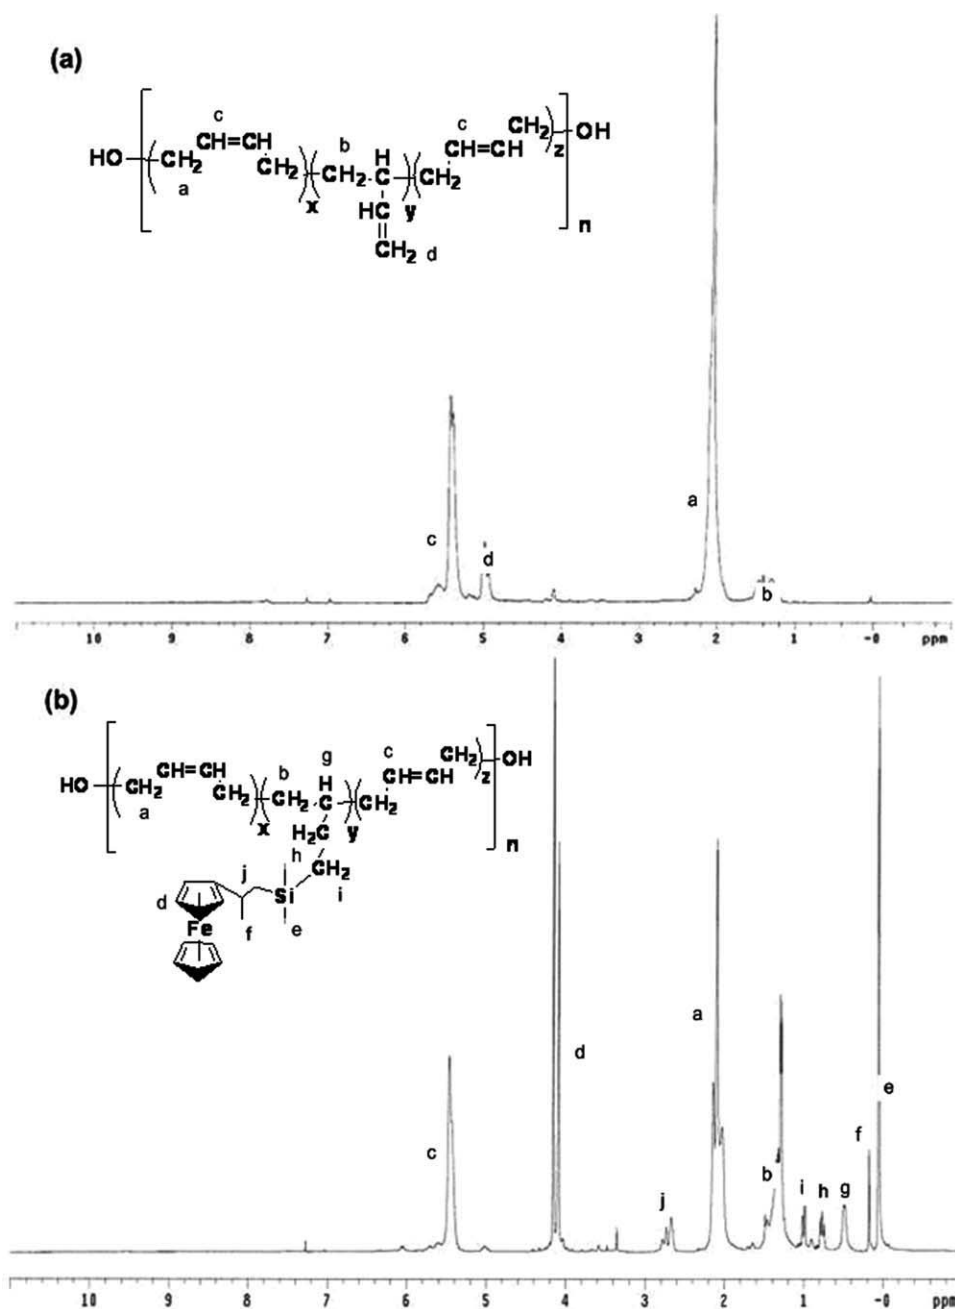 (a)
c
c
CH₂
OH
HO
CH=CH
b
H
CH=CH
z
CH₂
CH₂
CH₂
C
CH₂
a
x
HC
y
n
CH₂
d
a
c
d
b
10 9 8 7 6 5 4 3 2 1 -0 ppm
(b)
g
c
CH₂
OH
HO
CH=CH
b
H
CH=CH
z
CH₂
CH₂
CH₂
C
CH₂
a
x
H₂C
y
n
h
CH₂
j
d
Si
i
Fe
f
e
a
d
e
c
f
b
j
i
h
g
10 9 8 7 6 5 4 3 2 1 -0 ppm